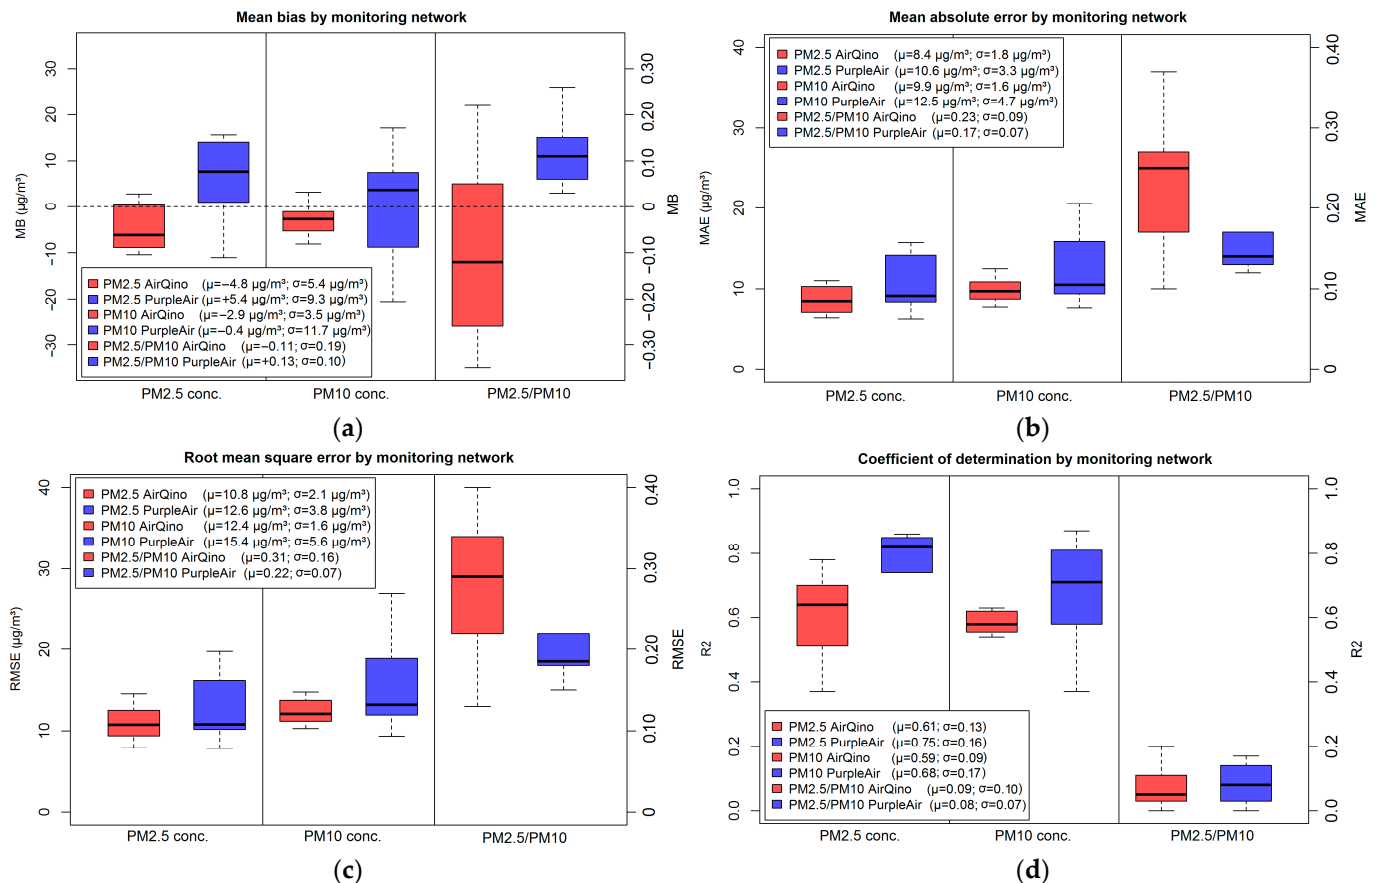 Mean bias by monitoring network
MB (µg/m³)
30
20
10
0
−10
−20
−30
0.30
0.20
0.10
0
−0.10
−0.20
−0.30
MB
PM2.5 AirQino (µ=−4.8 µg/m³; σ=5.4 µg/m³)
PM2.5 PurpleAir (µ=+5.4 µg/m³; σ=9.3 µg/m³)
PM10 AirQino (µ=−2.9 µg/m³; σ=3.5 µg/m³)
PM10 PurpleAir (µ=−0.4 µg/m³; σ=11.7 µg/m³)
PM2.5/PM10 AirQino (µ=−0.11; σ=0.19)
PM2.5/PM10 PurpleAir (µ=+0.13; σ=0.10)
PM2.5 conc. PM10 conc. PM2.5/PM10
(a)
Mean absolute error by monitoring network
MAE (µg/m³)
40
30
20
10
0
0.40
0.30
0.20
0.10
0
MAE
PM2.5 AirQino (µ=8.4 µg/m³; σ=1.8 µg/m³)
PM2.5 PurpleAir (µ=10.6 µg/m³; σ=3.3 µg/m³)
PM10 AirQino (µ=9.9 µg/m³; σ=1.6 µg/m³)
PM10 PurpleAir (µ=12.5 µg/m³; σ=4.7 µg/m³)
PM2.5/PM10 AirQino (µ=0.23; σ=0.09)
PM2.5/PM10 PurpleAir (µ=0.17; σ=0.07)
PM2.5 conc. PM10 conc. PM2.5/PM10
(b)
Root mean square error by monitoring network
RMSE (µg/m³)
40
30
20
10
0
0.40
0.30
0.20
0.10
0
RMSE
PM2.5 AirQino (µ=10.8 µg/m³; σ=2.1 µg/m³)
PM2.5 PurpleAir (µ=12.6 µg/m³; σ=3.8 µg/m³)
PM10 AirQino (µ=12.4 µg/m³; σ=1.6 µg/m³)
PM10 PurpleAir (µ=15.4 µg/m³; σ=5.6 µg/m³)
PM2.5/PM10 AirQino (µ=0.31; σ=0.16)
PM2.5/PM10 PurpleAir (µ=0.22; σ=0.07)
PM2.5 conc. PM10 conc. PM2.5/PM10
(c)
Coefficient of determination by monitoring network
R2
1.0
0.8
0.6
0.4
0.2
0.0
1.0
0.8
0.6
0.4
0.2
0.0
R2
PM2.5 AirQino (µ=0.61; σ=0.13)
PM2.5 PurpleAir (µ=0.75; σ=0.16)
PM10 AirQino (µ=0.59; σ=0.09)
PM10 PurpleAir (µ=0.68; σ=0.17)
PM2.5/PM10 AirQino (µ=0.09; σ=0.10)
PM2.5/PM10 PurpleAir (µ=0.08; σ=0.07)
PM2.5 conc. PM10 conc. PM2.5/PM10
(d)